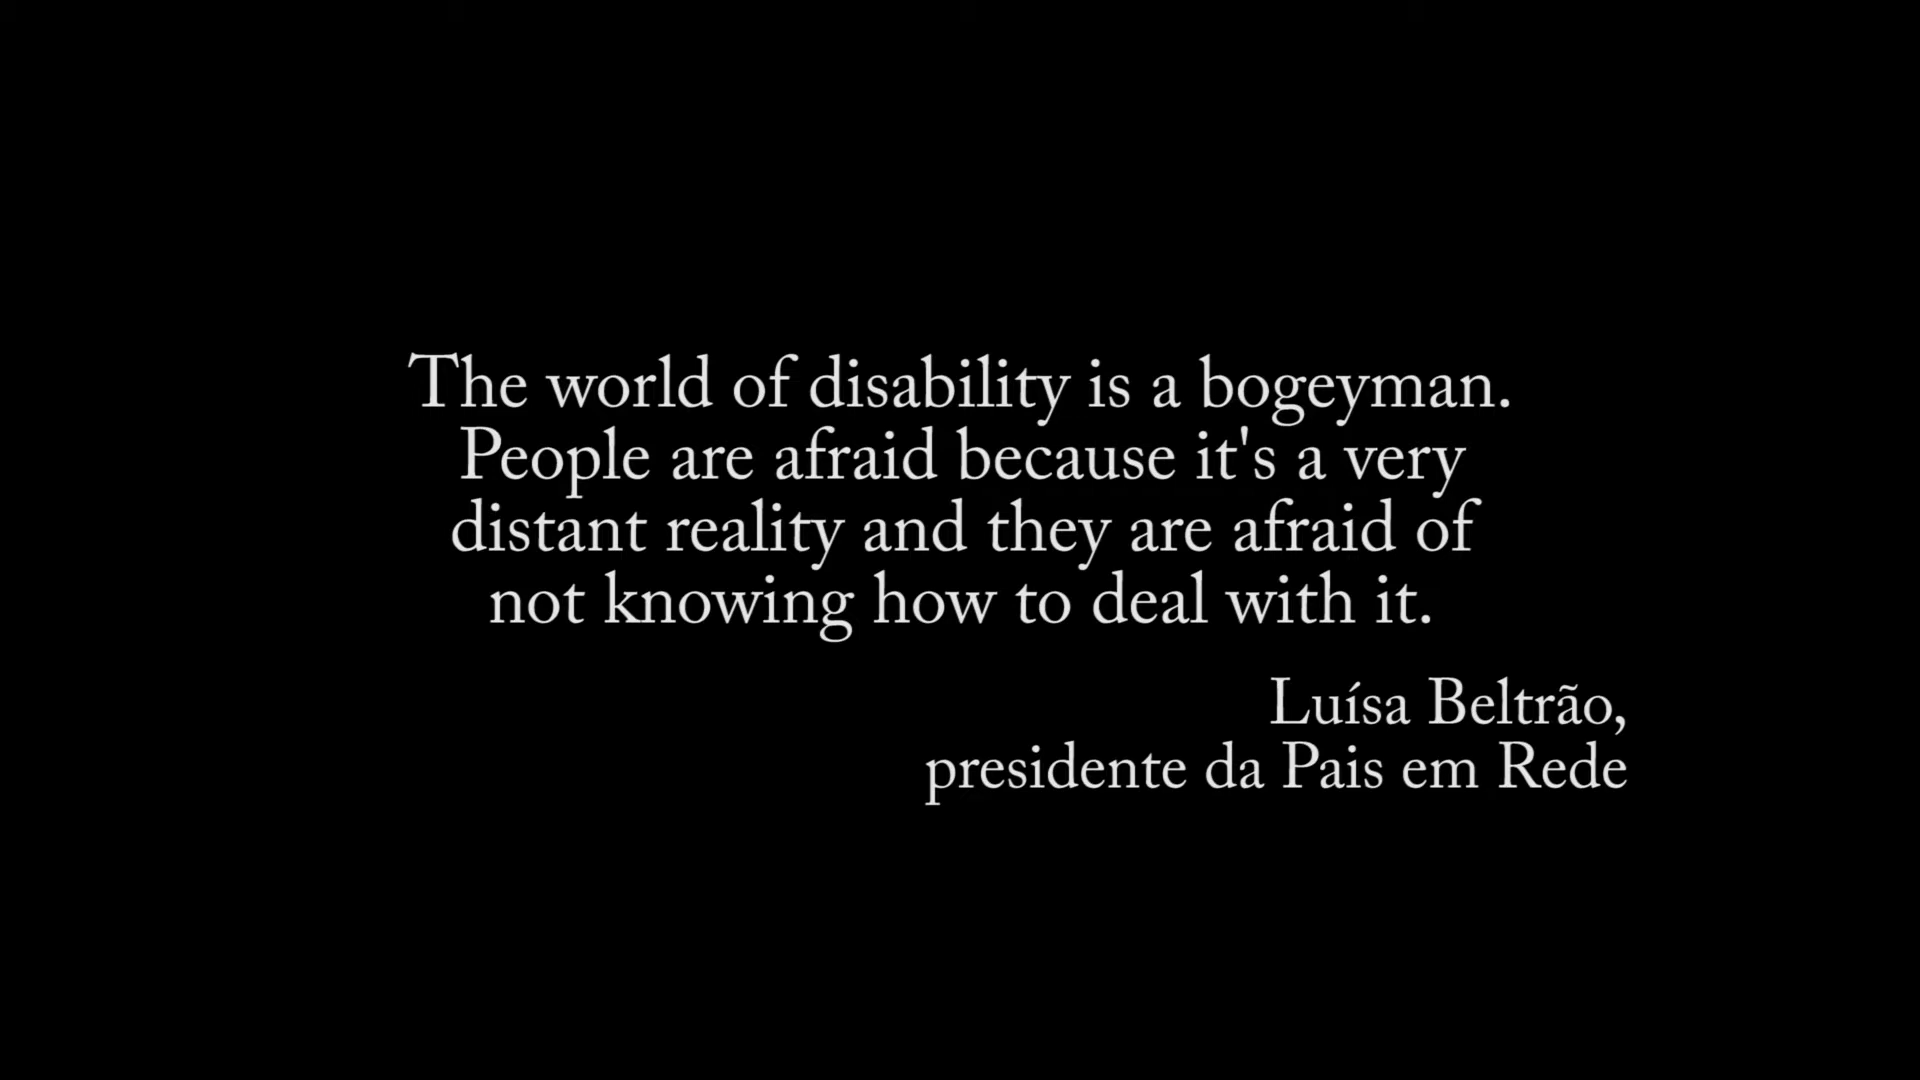 The world of disability is a bogeyman.
People are afraid because it's a very
distant reality and they are afraid of
not knowing how to deal with it.
Luísa Beltrão,
presidente da Pais em Rede